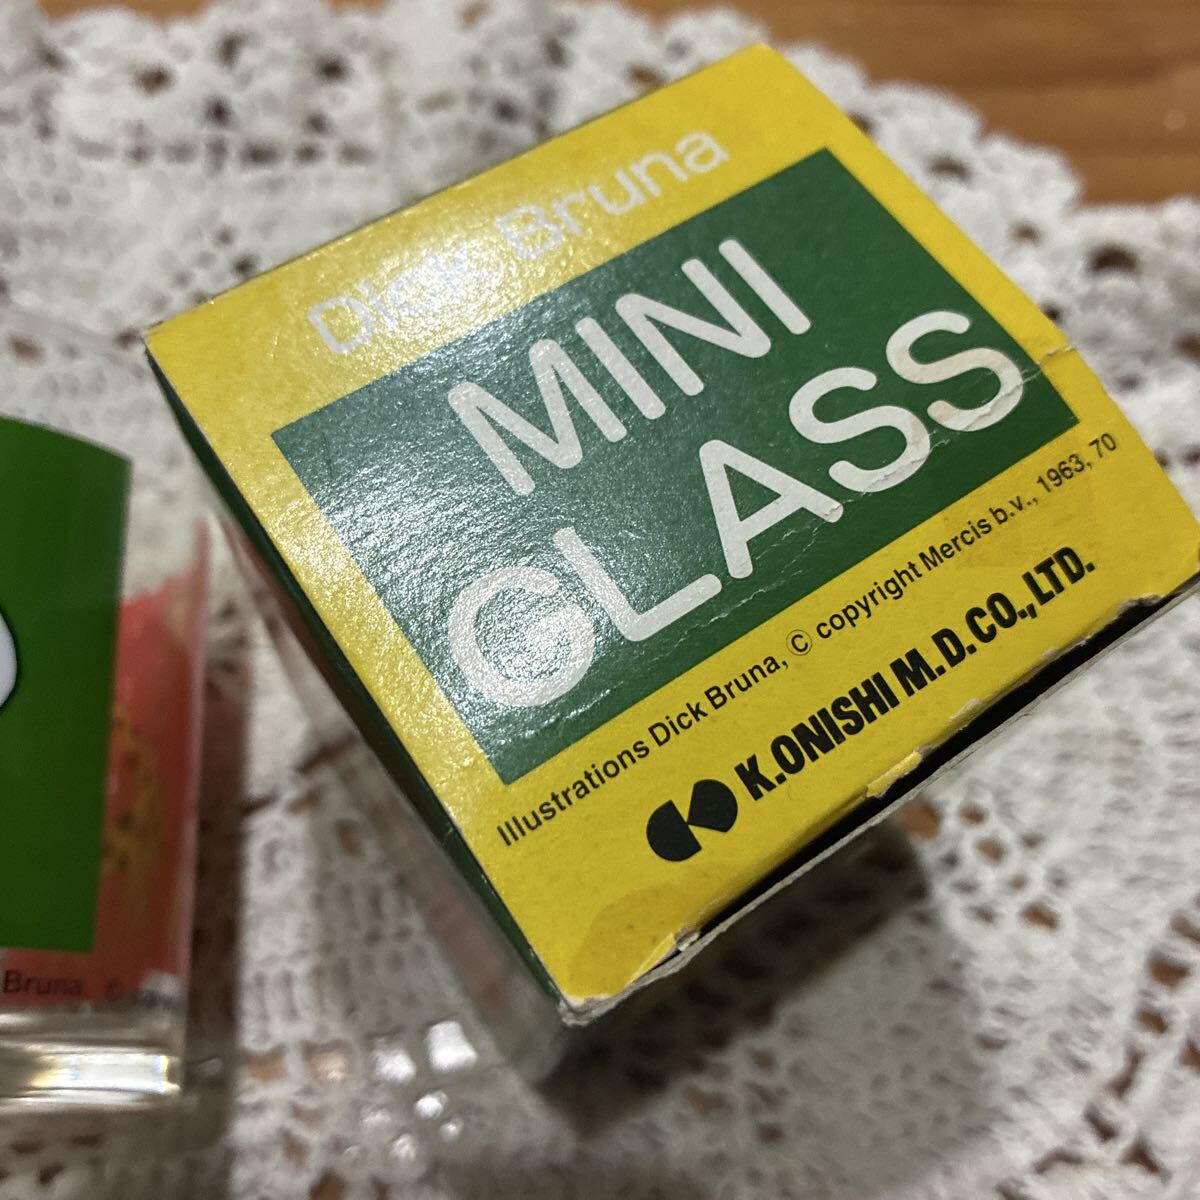 Dick Bruna
MINI
GLASS
Illustrations Dick Bruna, © copyright Mercis b.v., 1963, 70
K.ONISHI M.D.CO.,LTD.
Bruna, ©